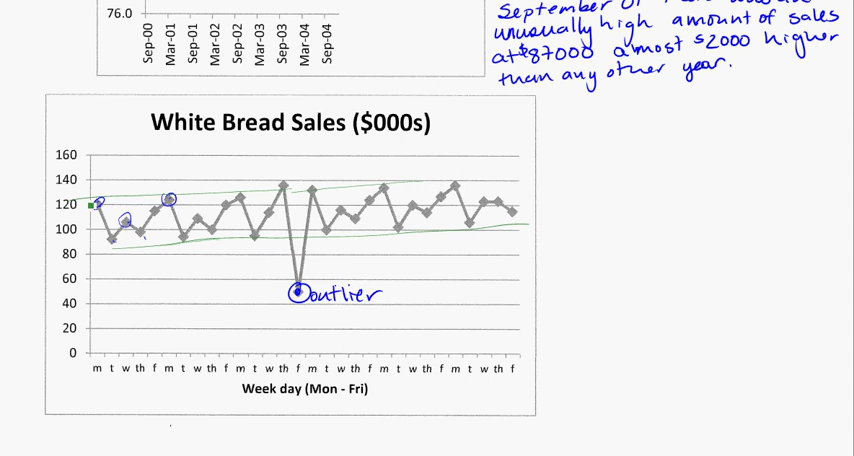 76.0
Sep-00 Mar-01 Sep-01 Mar-02 Sep-02 Mar-03 Sep-03 Mar-04 Sep-04
September 01
unusually high amount of sales
at $87000 almost $2000 higher
than any other year.
White Bread Sales ($000s)
160
140
120
100
80
60
40
20
0
outlier
m t w th f m t w th f m t w th f m t w th f m t w th f m t w th f
Week day (Mon - Fri)